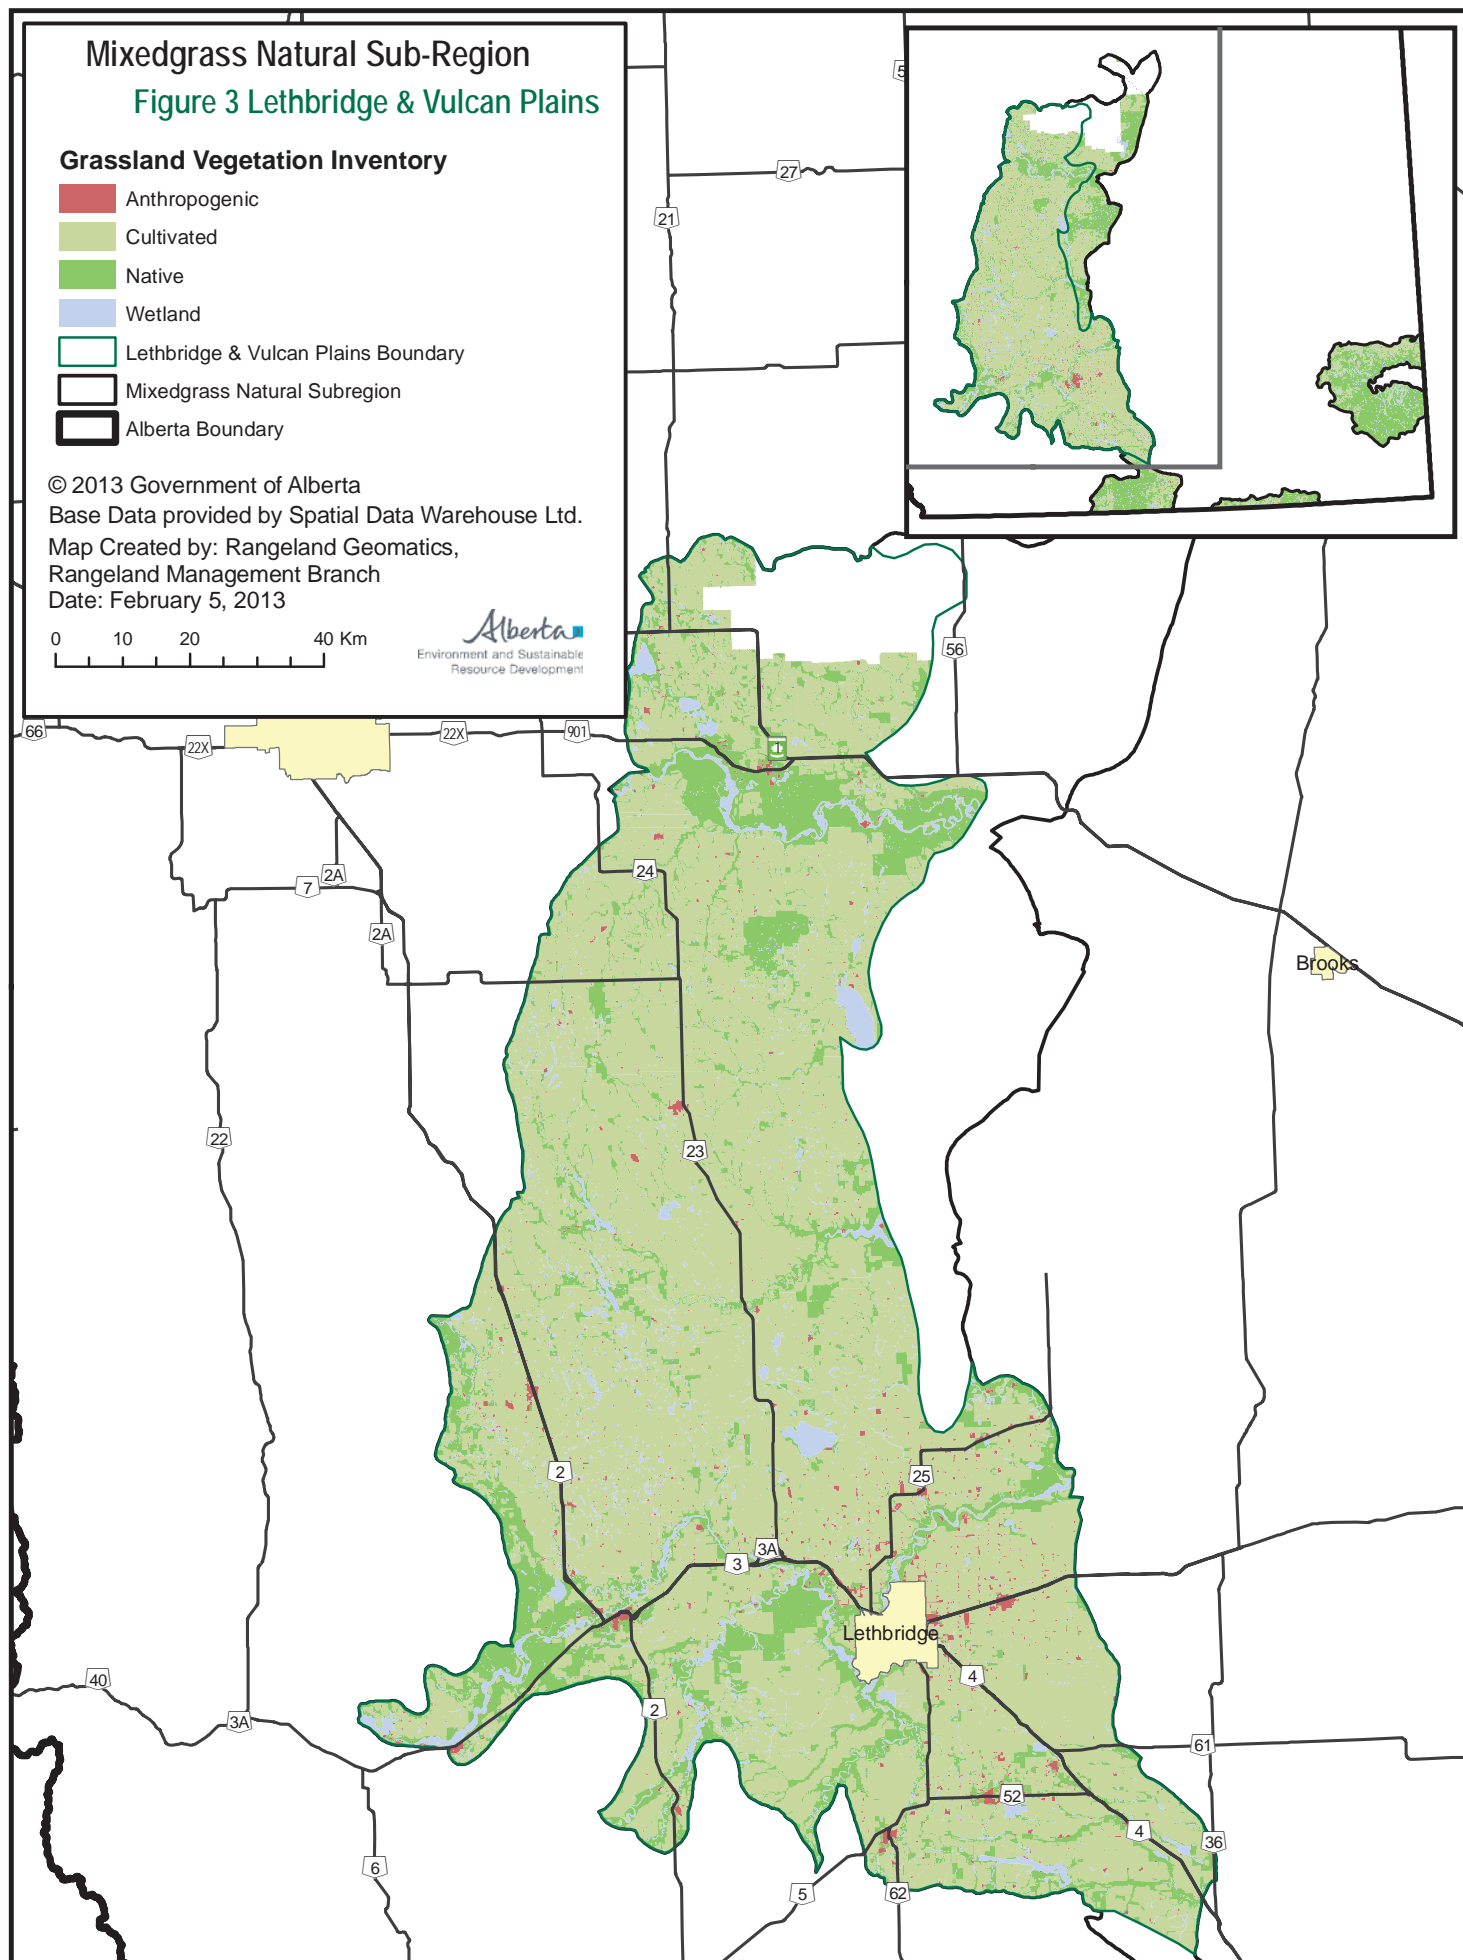 Mixedgrass Natural Sub-Region
Figure 3 Lethbridge & Vulcan Plains
Grassland Vegetation Inventory
Anthropogenic
Cultivated
Native
Wetland
Lethbridge & Vulcan Plains Boundary
Mixedgrass Natural Subregion
Alberta Boundary
© 2013 Government of Alberta
Base Data provided by Spatial Data Warehouse Ltd.
Map Created by: Rangeland Geomatics,
Rangeland Management Branch
Date: February 5, 2013
0 10 20 40 Km
Alberta
Environment and Sustainable
Resource Development
5
27
21
56
66
22X
22X
901
1
24
2A
7
2A
Brooks
22
23
2
25
3A
3
Lethbridge
4
40
3A
2
61
52
4
36
6
5
62